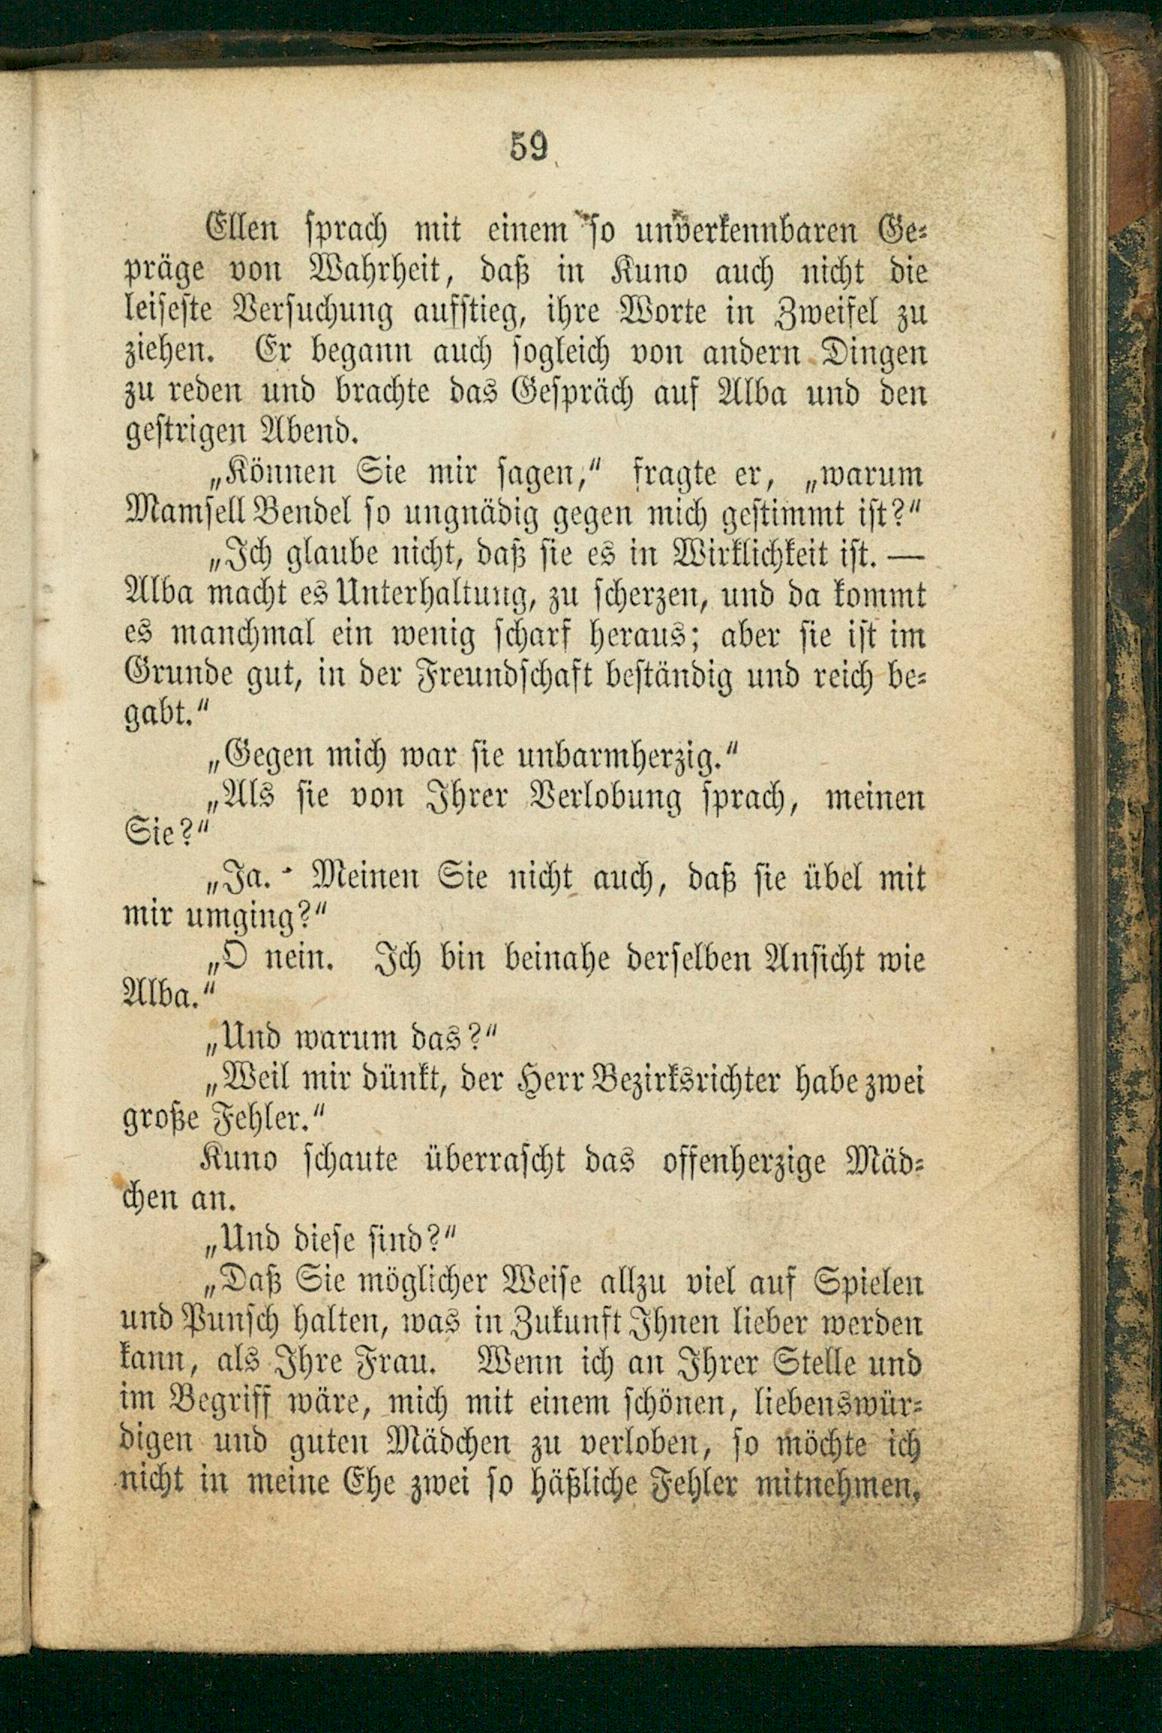 59
Ellen sprach mit einem so unverkennbaren Ge-
präge von Wahrheit, daß in Kuno auch nicht die
leiseste Versuchung aufstieg, ihre Worte in Zweifel zu
ziehen. Er begann auch sogleich von andern Dingen
zu reden und brachte das Gespräch auf Alba und den
gestrigen Abend.
„Können Sie mir sagen,“ fragte er, „warum
Mamsell Bendel so ungnädig gegen mich gestimmt ist?“
„Ich glaube nicht, daß sie es in Wirklichkeit ist. —
Alba macht es Unterhaltung, zu scherzen, und da kommt
es manchmal ein wenig scharf heraus; aber sie ist im
Grunde gut, in der Freundschaft beständig und reich be-
gabt.“
„Gegen mich war sie unbarmherzig.“
„Als sie von Ihrer Verlobung sprach, meinen
Sie?“
„Ja. Meinen Sie nicht auch, daß sie übel mit
mir umging?“
„O nein. Ich bin beinahe derselben Ansicht wie
Alba.“
„Und warum das?“
„Weil mir dünkt, der Herr Bezirksrichter habe zwei
große Fehler.“
Kuno schaute überrascht das offenherzige Mäd-
chen an.
„Und diese sind?“
„Daß Sie möglicher Weise allzu viel auf Spielen
und Punsch halten, was in Zukunft Ihnen lieber werden
kann, als Ihre Frau. Wenn ich an Ihrer Stelle und
im Begriff wäre, mich mit einem schönen, liebenswür-
digen und guten Mädchen zu verloben, so möchte ich
nicht in meine Ehe zwei so häßliche Fehler mitnehmen,